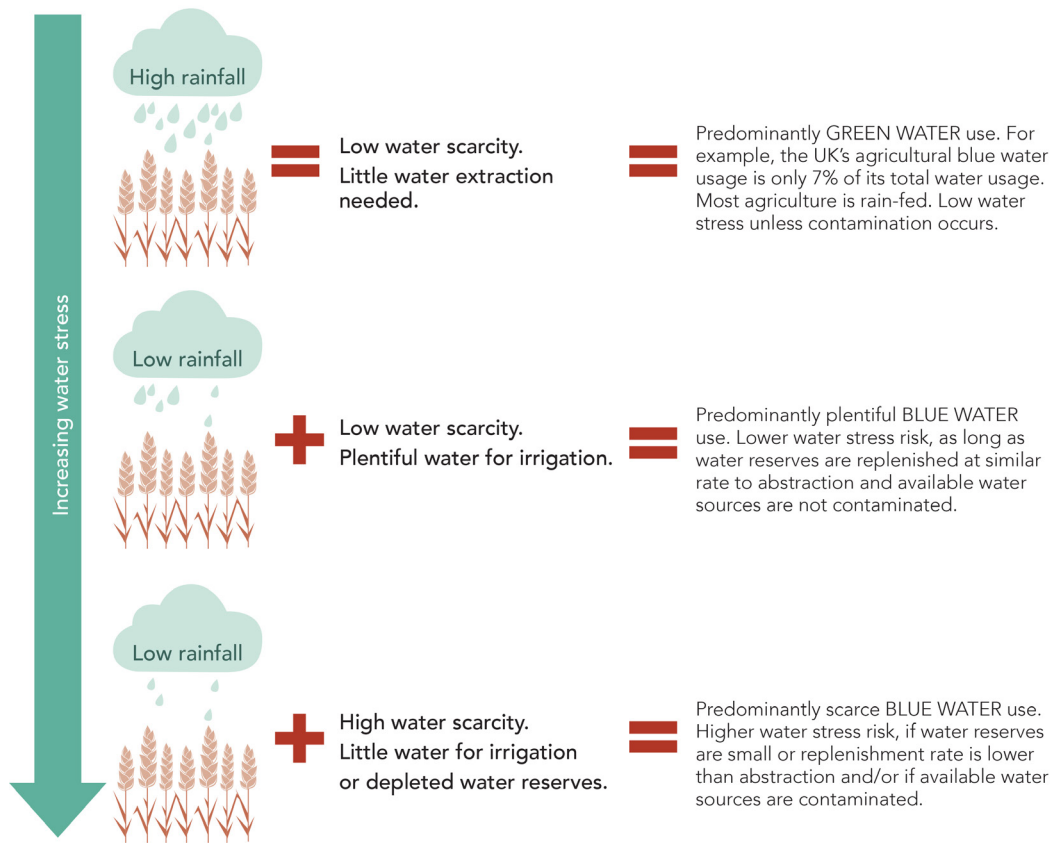 Increasing water stress
High rainfall
Low water scarcity.
Little water extraction
needed.
Predominantly GREEN WATER use. For
example, the UK's agricultural blue water
usage is only 7% of its total water usage.
Most agriculture is rain-fed. Low water
stress unless contamination occurs.
Low rainfall
Low water scarcity.
Plentiful water for irrigation.
Predominantly plentiful BLUE WATER
use. Lower water stress risk, as long as
water reserves are replenished at similar
rate to abstraction and available water
sources are not contaminated.
Low rainfall
High water scarcity.
Little water for irrigation
or depleted water reserves.
Predominantly scarce BLUE WATER use.
Higher water stress risk, if water reserves
are small or replenishment rate is lower
than abstraction and/or if available water
sources are contaminated.